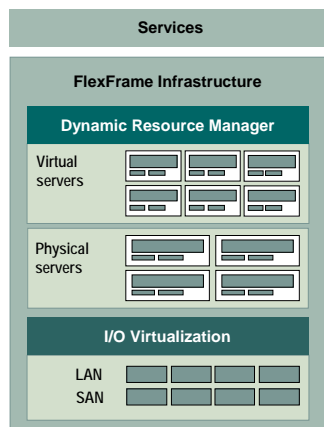 Services
FlexFrame Infrastructure
Dynamic Resource Manager
Virtual
servers
Physical
servers
I/O Virtualization
LAN
SAN